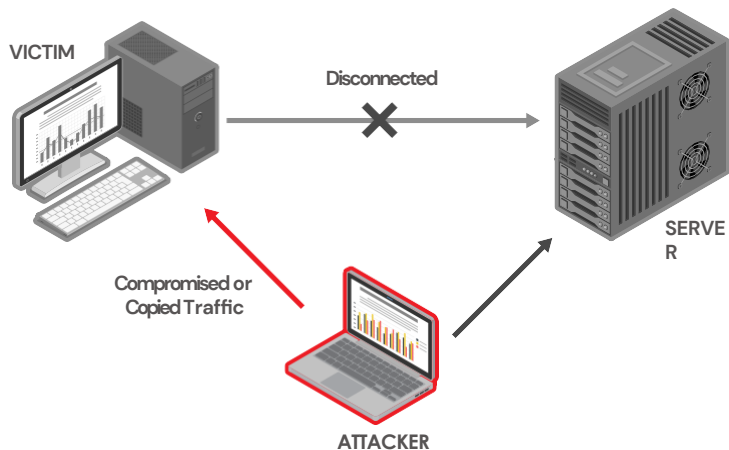 VICTIM
Disconnected
SERVE
R
Compromised or
Copied Traffic
ATTACKER